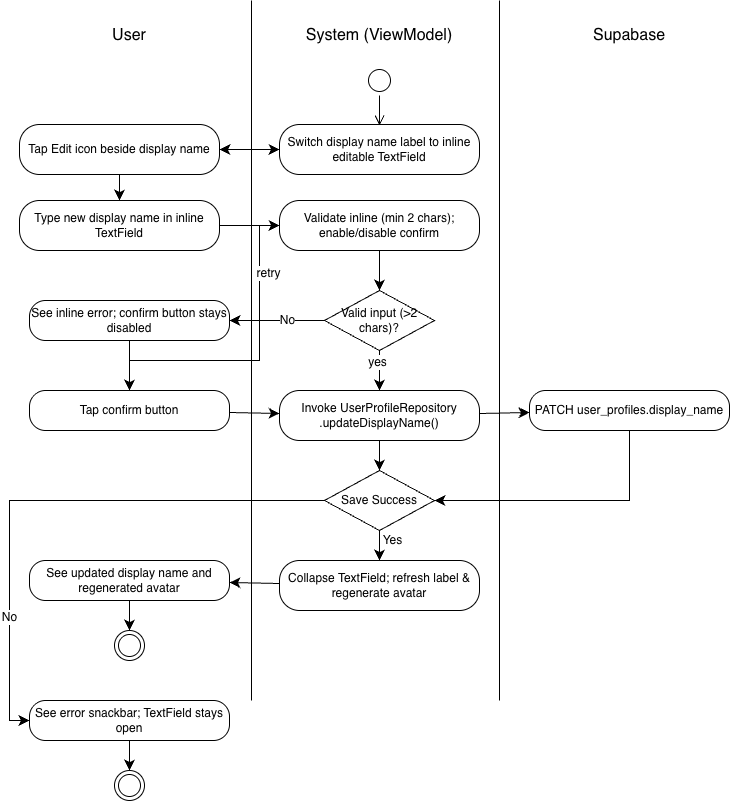 User
System (ViewModel)
Supabase
Tap Edit icon beside display name
Switch display name label to inline
editable TextField
Type new display name in inline
TextField
Validate inline (min 2 chars);
enable/disable confirm
retry
See inline error; confirm button stays
disabled
No
Valid input (>2
chars)?
yes
Tap confirm button
Invoke UserProfileRepository
.updateDisplayName()
PATCH user_profiles.display_name
Save Success
Yes
See updated display name and
regenerated avatar
Collapse TextField; refresh label &
regenerate avatar
No
See error snackbar; TextField stays
open